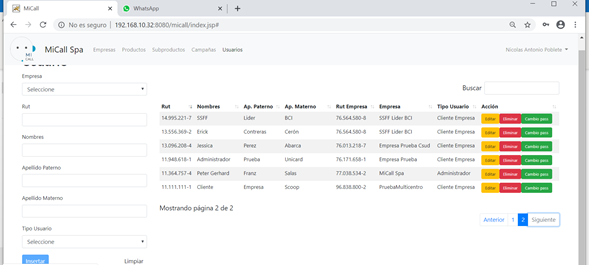 MiCall
WhatsApp
No es seguro | 192.168.10.32:8080/micall/index.jsp#
MI CALL
MiCall Spa Empresas Productos Subproductos Campañas Usuarios Nicolas Antonio Poblete
Usuario
Empresa
Seleccione
Rut
Nombres
Apellido Paterno
Apellido Materno
Tipo Usuario
Seleccione
Insertar Limpiar
Buscar
Rut Nombres Ap. Paterno Ap. Materno Rut Empresa Empresa Tipo Usuario Acción
14.995.221-7 SSFF Lider BCI 76,564,580-8 SSFF Lider BCI Cliente Empresa Editar Eliminar Cambio pass
13.556.369-2 Erick Contreras Cerón 76,564,580-8 SSFF Lider BCI Cliente Empresa Editar Eliminar Cambio pass
13.096.208-4 Jessica Perez Abarca 76,013,218-7 Empresa Prueba Csud Cliente Empresa Editar Eliminar Cambio pass
11.948.618-1 Administrador Prueba Unicard 76,171,658-1 Empresa Prueba Cliente Empresa Editar Eliminar Cambio pass
11.364.757-4 Peter Gerhard Franz Salas 77,038,534-2 MiCall Spa Administrador Editar Eliminar Cambio pass
11.111.111-1 Cliente Empresa Scoop 96,838,800-2 PruebaMulticentro Cliente Empresa Editar Eliminar Cambio pass
Mostrando página 2 de 2
Anterior 1 2 Siguiente